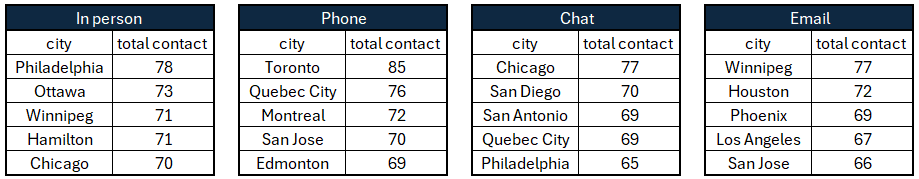 In person Phone Chat Email
city total contact city total contact city total contact city total contact
Philadelphia 78 Toronto 85 Chicago 77 Winnipeg 77
Ottawa 73 Quebec City 76 San Diego 70 Houston 72
Winnipeg 71 Montreal 72 San Antonio 69 Phoenix 69
Hamilton 71 San Jose 70 Quebec City 69 Los Angeles 67
Chicago 70 Edmonton 69 Philadelphia 65 San Jose 66